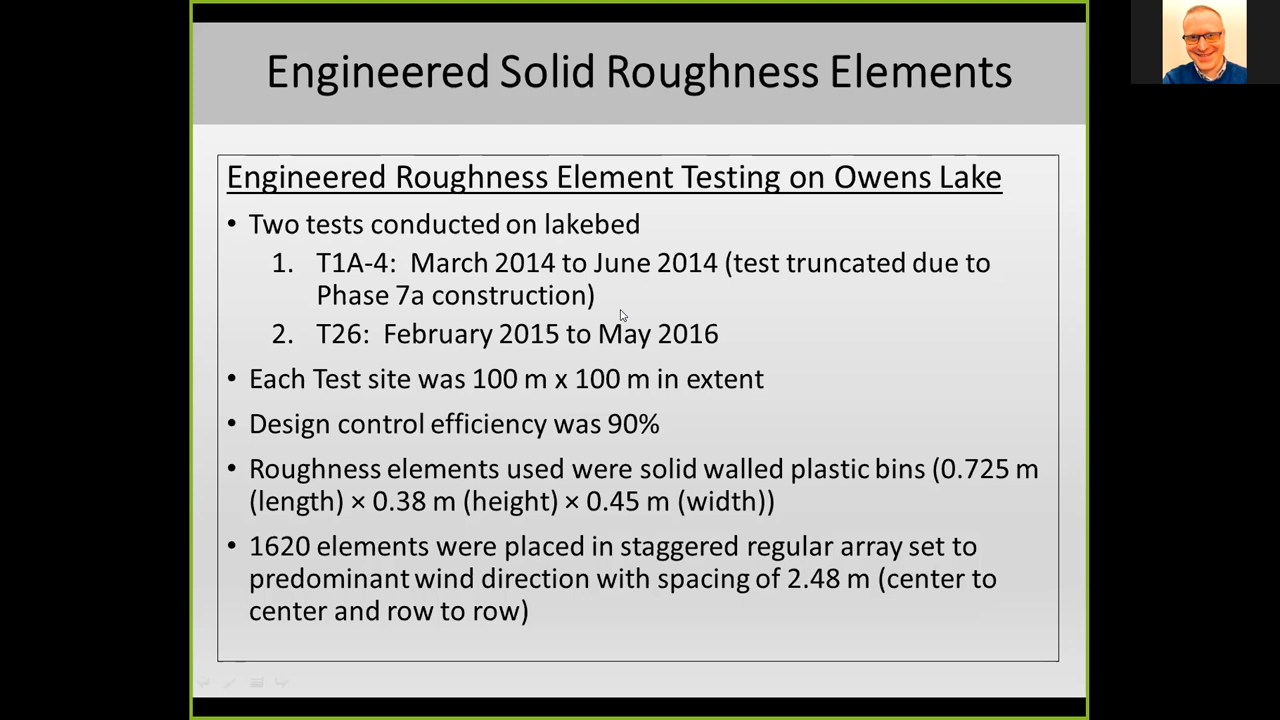 Engineered Solid Roughness Elements
Engineered Roughness Element Testing on Owens Lake
• Two tests conducted on lakebed
1. T1A-4: March 2014 to June 2014 (test truncated due to
Phase 7a construction)
2. T26: February 2015 to May 2016
• Each Test site was 100 m x 100 m in extent
• Design control efficiency was 90%
• Roughness elements used were solid walled plastic bins (0.725 m
(length) × 0.38 m (height) × 0.45 m (width))
• 1620 elements were placed in staggered regular array set to
predominant wind direction with spacing of 2.48 m (center to
center and row to row)